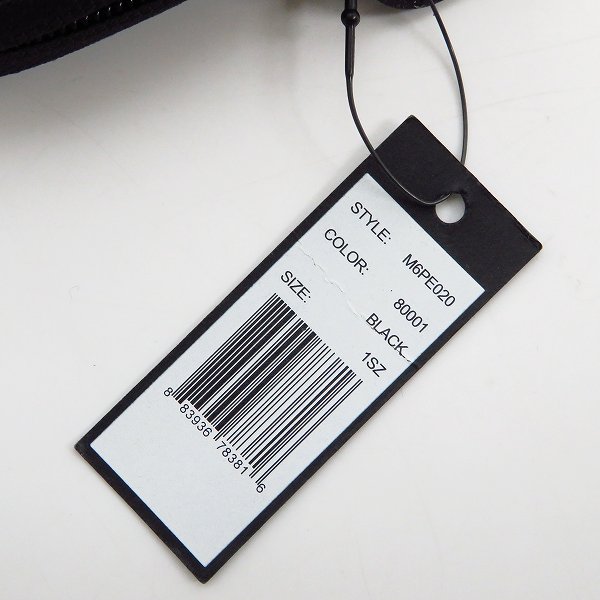 STYLE: M6PE020
COLOR: 80001
BLACK
SIZE: 1SZ
8 83936 78381 6